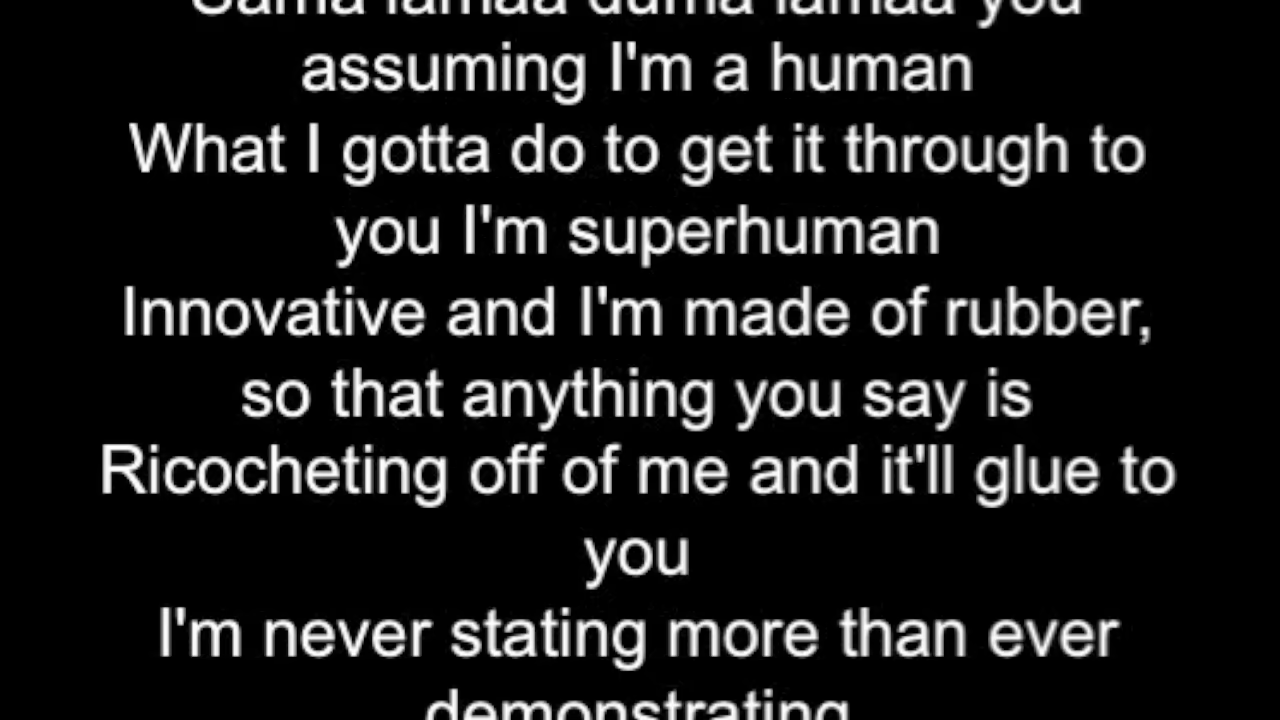 Sama lamaa duma lamaa you
assuming I'm a human
What I gotta do to get it through to
you I'm superhuman
Innovative and I'm made of rubber,
so that anything you say is
Ricocheting off of me and it'll glue to
you
I'm never stating more than ever
demonstrating